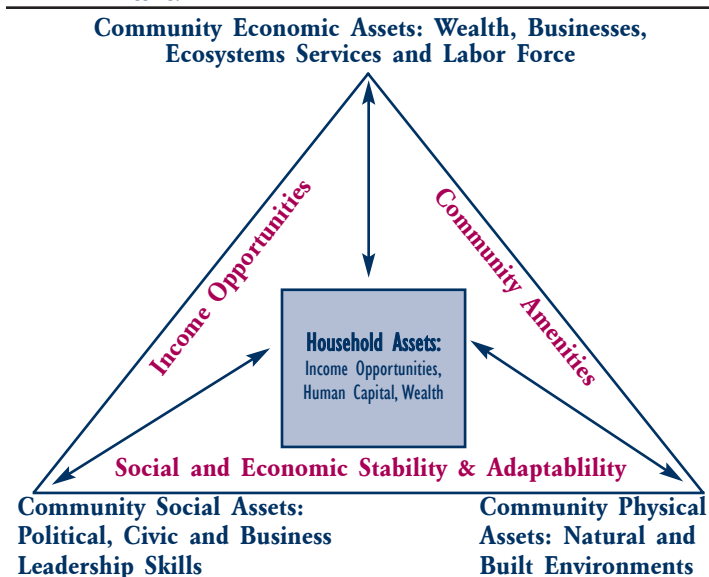 Community Economic Assets: Wealth, Businesses,
Ecosystems Services and Labor Force
Income Opportunities
Community Amenities
Household Assets:
Income Opportunities,
Human Capital, Wealth
Social and Economic Stability & Adaptablility
Community Social Assets:
Political, Civic and Business
Leadership Skills
Community Physical
Assets: Natural and
Built Environments